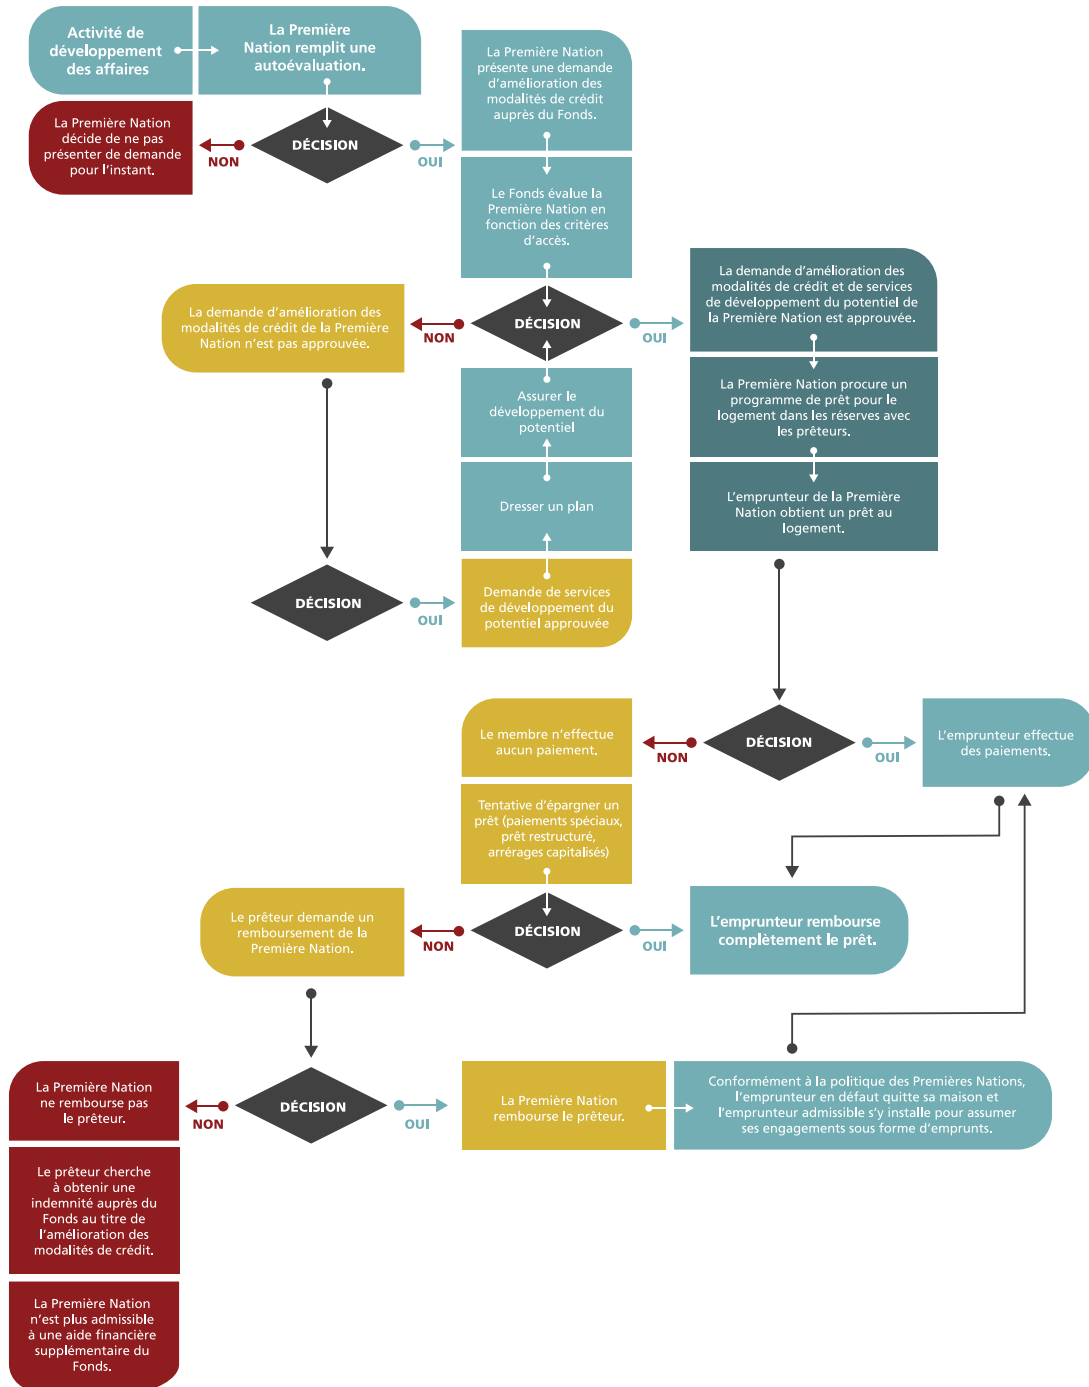 Activité de
développement
des affaires
La Première
Nation remplit une
autoévaluation.
La Première Nation
présente une demande
d'amélioration des
modalités de crédit
auprès du Fonds.
La Première Nation
décide de ne pas
présenter de demande
pour l'instant.
NON
DÉCISION
OUI
Le Fonds évalue la
Première Nation en
fonction des critères
d'accès.
La demande d'amélioration des
modalités de crédit de la Première
Nation n'est pas approuvée.
NON
DÉCISION
OUI
La demande d'amélioration des
modalités de crédit et de services
de développement du potentiel de
la Première Nation est approuvée.
Assurer le
développement du
potentiel
La Première Nation procure un
programme de prêt pour le
logement dans les réserves avec
les prêteurs.
Dresser un plan
L'emprunteur de la Première
Nation obtient un prêt au
logement.
DÉCISION
OUI
Demande de services
de développement du
potentiel approuvée
Le membre n'effectue
aucun paiement.
NON
DÉCISION
OUI
L'emprunteur effectue
des paiements.
Tentative d'épargner un
prêt (paiements spéciaux,
prêt restructuré,
arrérages capitalisés)
Le prêteur demande un
remboursement de la
Première Nation.
NON
DÉCISION
OUI
L'emprunteur rembourse
complètement le prêt.
La Première Nation
ne rembourse pas
le prêteur.
NON
DÉCISION
OUI
La Première Nation
rembourse le prêteur.
Conformément à la politique des Premières Nations,
l'emprunteur en défaut quitte sa maison et
l'emprunteur admissible s'y installe pour assumer
ses engagements sous forme d'emprunts.
Le prêteur cherche
à obtenir une
indemnité auprès du
Fonds au titre de
l'amélioration des
modalités de crédit.
La Première Nation
n'est plus admissible
à une aide financière
supplémentaire du
Fonds.